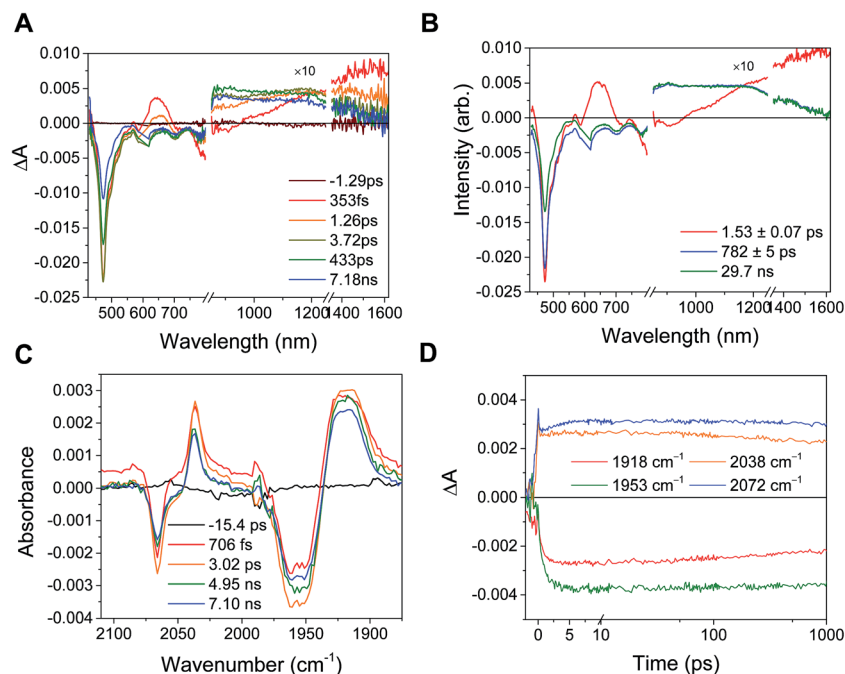 A
B
0.010
0.005
0.000
-0.005
-0.010
-0.015
-0.020
-0.025
ΔA
×10
-1.29ps
353fs
1.26ps
3.72ps
433ps
7.18ns
500 600 700 1000 1200 1400 1600
Wavelength (nm)
0.010
0.005
0.000
-0.005
-0.010
-0.015
-0.020
-0.025
Intensity (arb.)
×10
1.53 ± 0.07 ps
782 ± 5 ps
29.7 ns
500 600 700 1000 1200 1400 1600
Wavelength (nm)
C
D
0.003
0.002
0.001
0.000
-0.001
-0.002
-0.003
-0.004
Absorbance
-15.4 ps
706 fs
3.02 ps
4.95 ns
7.10 ns
2100 2050 2000 1950 1900
Wavenumber (cm⁻¹)
0.004
0.002
0.000
-0.002
-0.004
ΔA
1918 cm⁻¹ 2038 cm⁻¹
1953 cm⁻¹ 2072 cm⁻¹
0 5 10 100 1000
Time (ps)